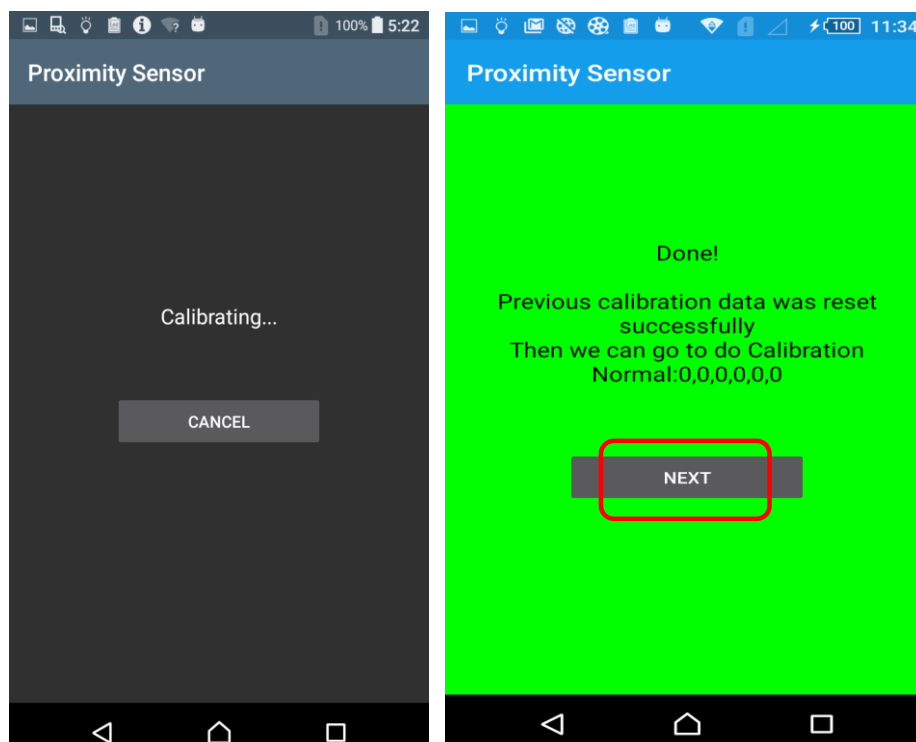 100% 5:22
Proximity Sensor
Calibrating...
CANCEL
100 11:34
Proximity Sensor
Done!
Previous calibration data was reset
successfully
Then we can go to do Calibration
Normal:0,0,0,0,0,0
NEXT